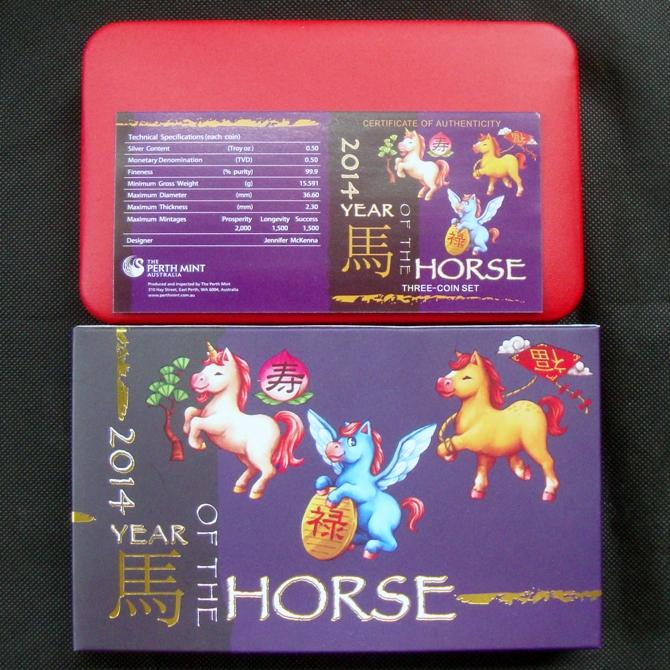 Technical Specifications (each coin)
Silver Content (Troy oz) 0.50
Monetary Denomination (TVD) 0.50
Fineness (% purity) 99.9
Minimum Gross Weight (g) 15.591
Maximum Diameter (mm) 36.60
Maximum Thickness (mm) 2.30
Maximum Mintages Prosperity Longevity Success
2,000 1,500 1,500
Designer Jennifer McKenna
THE
PERTH MINT
AUSTRALIA
Produced and inspected by The Perth Mint
310 Hay Street, East Perth, WA 6004, Australia
www.perthmint.com.au
CERTIFICATE OF AUTHENTICITY
寿
福
禄
2014
YEAR
馬
OF THE
HORSE
THREE-COIN SET
寿
福
禄
2014
YEAR
馬
OF THE
HORSE